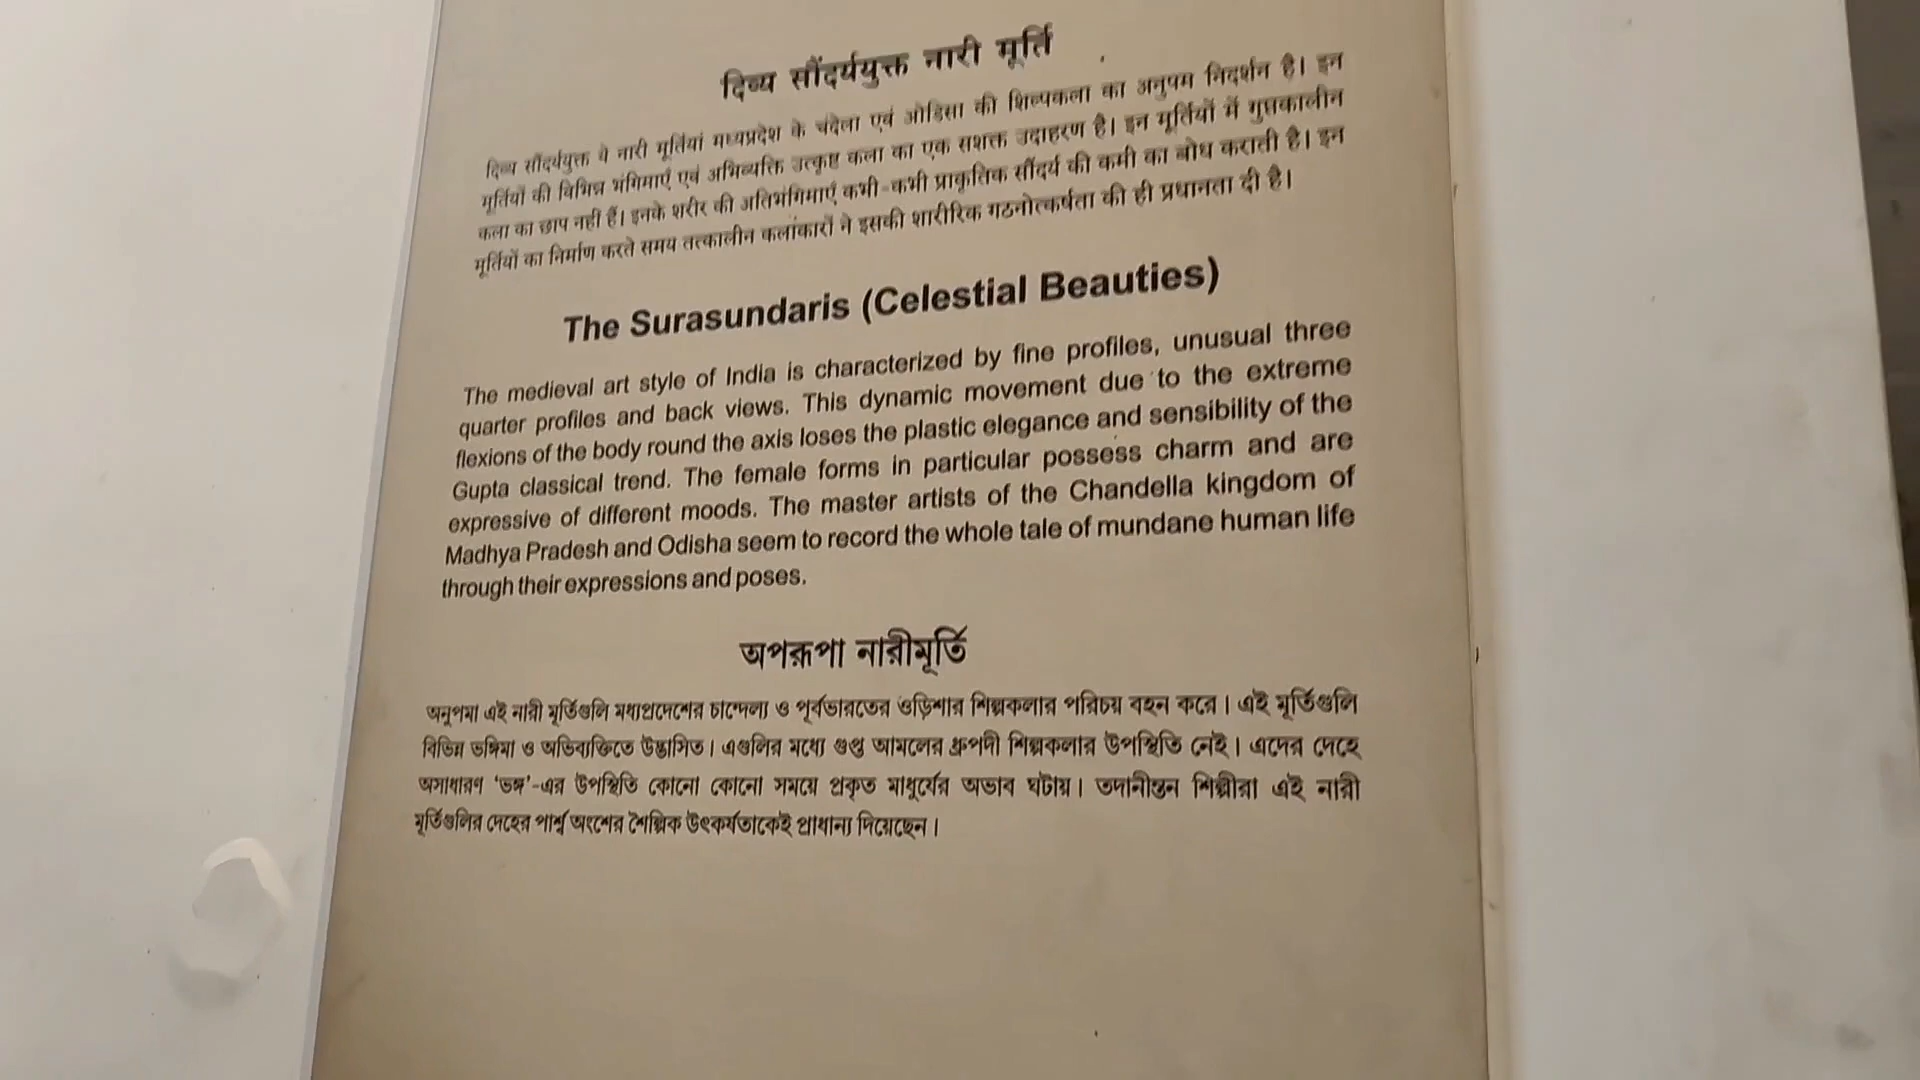 दिव्य सौंदर्ययुक्त नारी मूर्ति
दिव्य सौंदर्ययुक्त ये नारी मूर्तियां मध्यप्रदेश के चंदेला एवं ओडिसा की शिल्पकला का अनुपम निदर्शन है। इन
मूर्तियों की विभिन्न भंगिमाएँ एवं अभिव्यक्ति उत्कृष्ट कला का एक सशक्त उदाहरण है। इन मूर्तियों में गुप्तकालीन
कला का छाप नहीं हैं। इनके शरीर की अतिभंगिमाएँ कभी-कभी प्राकृतिक सौंदर्य की कमी का बोध कराती है। इन
मूर्तियों का निर्माण करते समय तत्कालीन कलांकारों ने इसकी शारीरिक गठनोत्कर्षता की ही प्रधानता दी है।
The Surasundaris (Celestial Beauties)
The medieval art style of India is characterized by fine profiles, unusual three
quarter profiles and back views. This dynamic movement due to the extreme
flexions of the body round the axis loses the plastic elegance and sensibility of the
Gupta classical trend. The female forms in particular possess charm and are
expressive of different moods. The master artists of the Chandella kingdom of
Madhya Pradesh and Odisha seem to record the whole tale of mundane human life
through their expressions and poses.
অপরূপা নারীমূর্তি
অনুপমা এই নারী মূর্তিগুলি মধ্যপ্রদেশের চান্দেল্য ও পূর্বভারতের ওড়িশার শিল্পকলার পরিচয় বহন করে। এই মূর্তিগুলি
বিভিন্ন ভঙ্গিমা ও অভিব্যক্তিতে উদ্ভাসিত। এগুলির মধ্যে গুপ্ত আমলের ধ্রুপদী শিল্পকলার উপস্থিতি নেই। এদের দেহে
অসাধারণ ‘ভঙ্গ’-এর উপস্থিতি কোনো কোনো সময়ে প্রকৃত মাধুর্যের অভাব ঘটায়। তদানীন্তন শিল্পীরা এই নারী
মূর্তিগুলির দেহের পার্শ্ব অংশের শৈল্পিক উৎকর্যতাকেই প্রাধান্য দিয়েছেন।